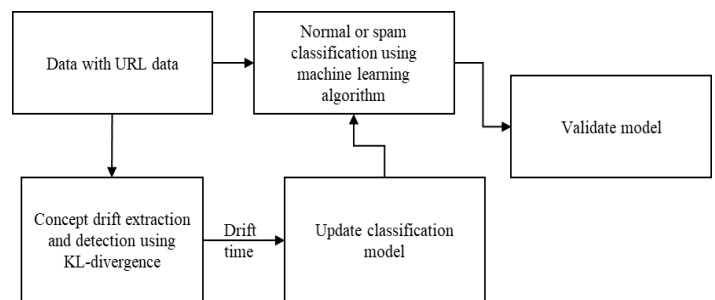 Data with URL data
Normal or spam
classification using
machine learning
algorithm
Validate model
Concept drift extraction
and detection using
KL-divergence
Drift
time
Update classification
model